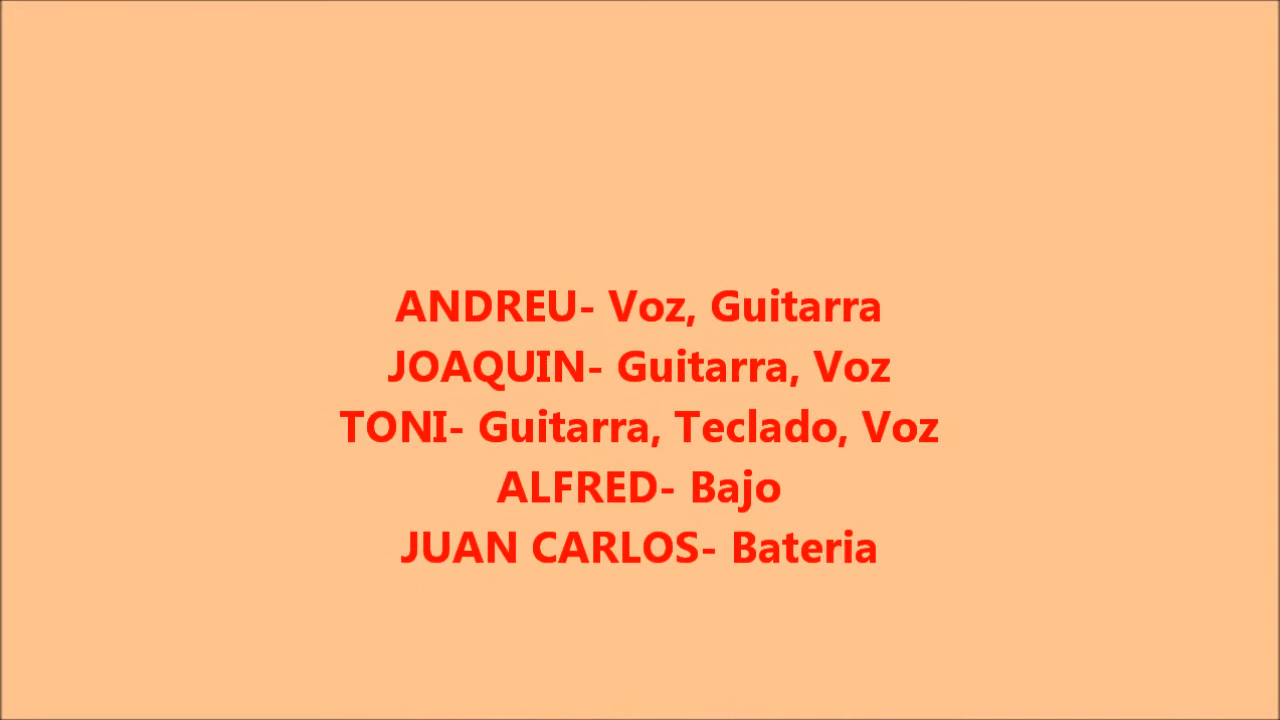 ANDREU- Voz, Guitarra
JOAQUIN- Guitarra, Voz
TONI- Guitarra, Teclado, Voz
ALFRED- Bajo
JUAN CARLOS- Bateria